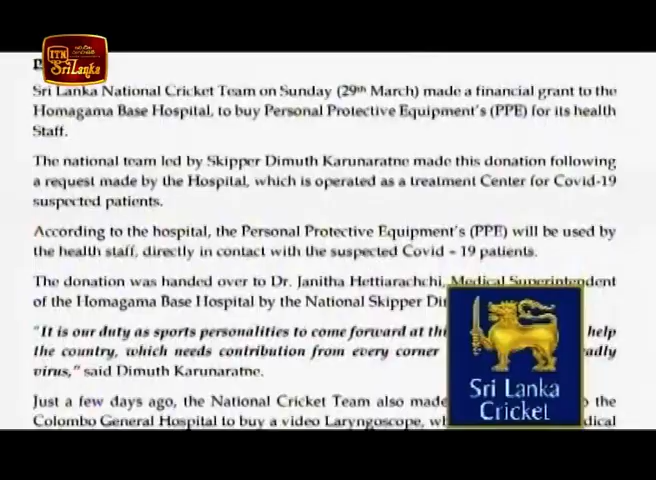 ITN
Sri Lanka
Sri Lanka National Cricket Team on Sunday (29th March) made a financial grant to the
Homagama Base Hospital, to buy Personal Protective Equipment's (PPE) for its health
Staff.
The national team led by Skipper Dimuth Karunaratne made this donation following
a request made by the Hospital, which is operated as a treatment Center for Covid-19
suspected patients.
According to the hospital, the Personal Protective Equipment's (PPE) will be used by
the health staff, directly in contact with the suspected Covid – 19 patients.
The donation was handed over to Dr. Janitha Hettiarachchi, Medical Superintendent
of the Homagama Base Hospital by the National Skipper
"It is our duty as sports personalities to come forward at help
the country, which needs contribution from every corner
virus," said Dimuth Karunaratne.
Just a few days ago, the National Cricket Team also made the
Colombo General Hospital to buy a video Laryngoscope,
Sri Lanka
Cricket